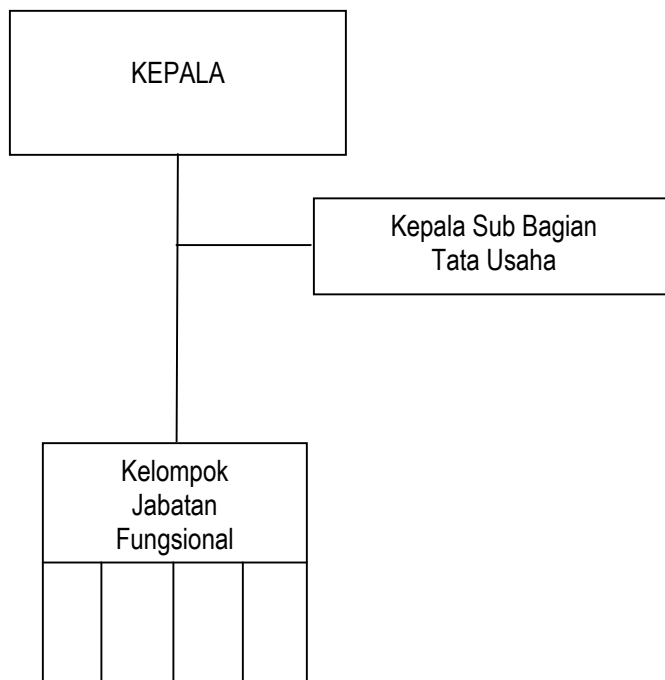 KEPALA
Kepala Sub Bagian
Tata Usaha
Kelompok
Jabatan
Fungsional